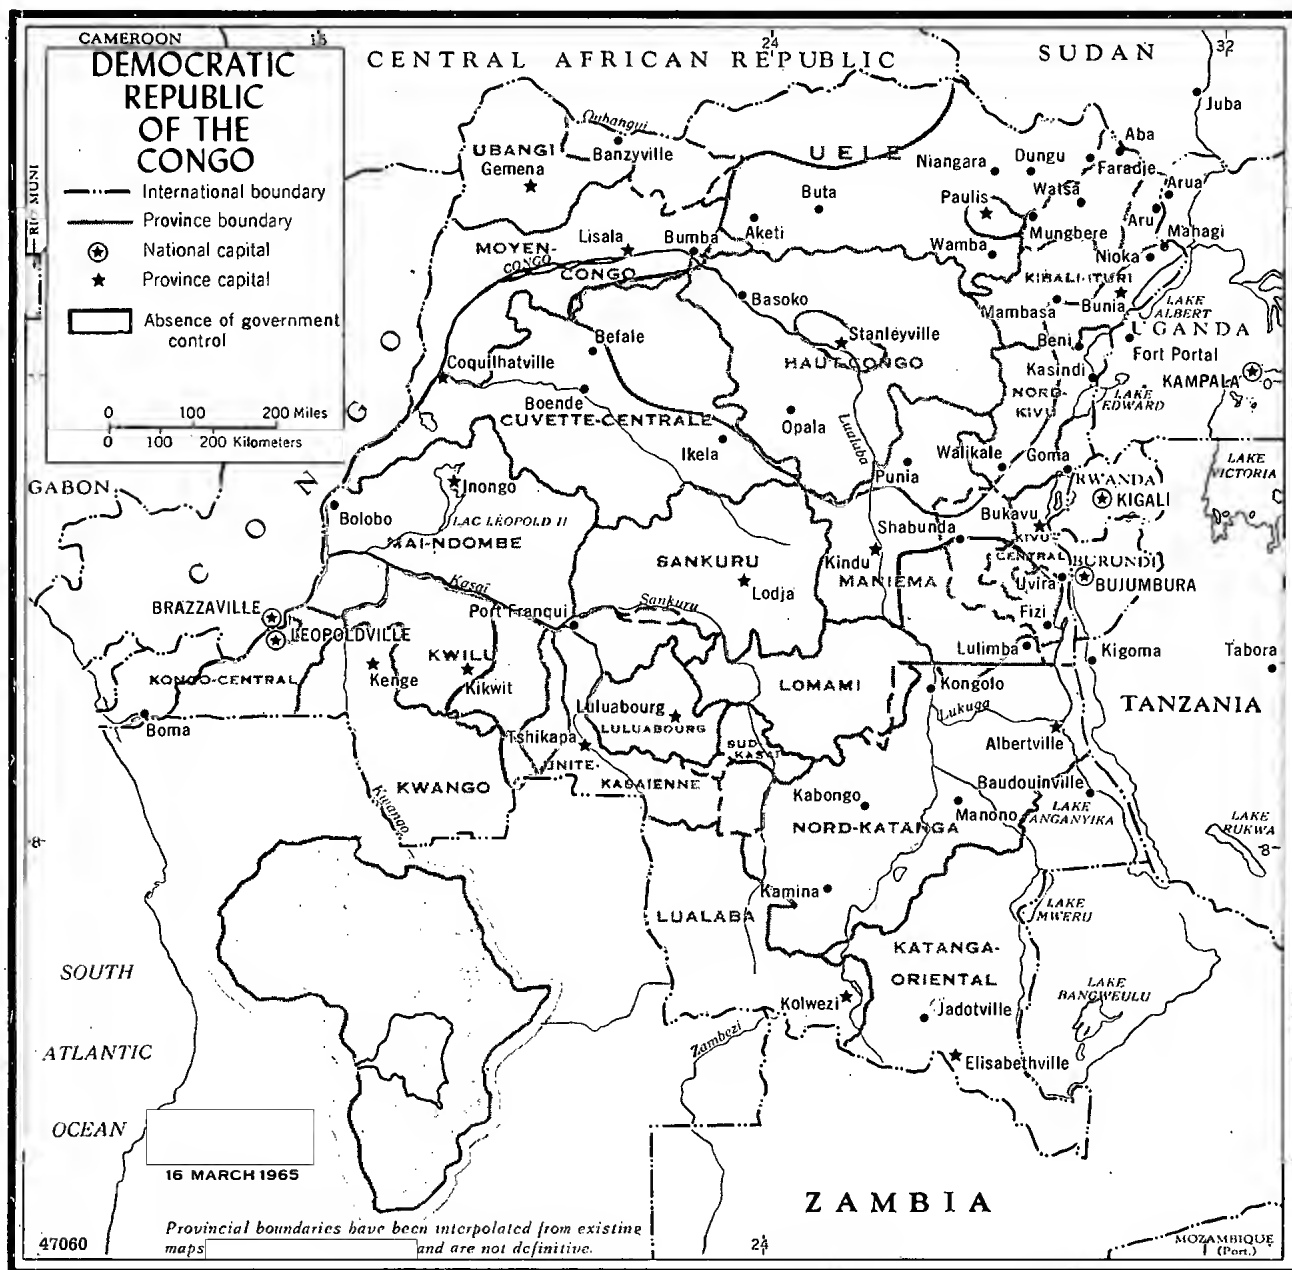 CAMEROON
16
24
32
CENTRAL AFRICAN REPUBLIC
SUDAN
DEMOCRATIC
REPUBLIC
OF THE
CONGO
International boundary
Province boundary
National capital
Province capital
Absence of government
control
0 200 Miles
0 100 200 Kilometers
RIO MUNI
Juba
Oubangui
Banzyville
UBANGI
Gemena
UELE
Niangara
Dungu
Aba
Faradje
Watsa
Arua
Buta
Paulis
Aru
Aketi
Mungbere
Mahagi
Wamba
Nioka
Lisala
Bumba
MOYEN-
CONGO
CONGO
KIBALI-ITURI
Basoko
Mambasa
Bunia
LAKE
ALBERT
UGANDA
Stanleyville
HAUT-CONGO
Befale
Beni
Fort Portal
Coquilhatville
Kasindi
KAMPALA
Boende
NORD-
KIVU
LAKE
EDWARD
CUVETTE-CENTRALE
Opala
Lualuba
Ikela
Walikale
Goma
Punia
LAKE
VICTORIA
RWANDA
KIGALI
GABON
C O N G O
Inongo
Bolobo
LAC LÉOPOLD II
MAI-NDOMBE
Bukavu
Shabunda
KIVU
CENTRAL
SANKURU
Kindu
MANIEMA
BURUNDI
BUJUMBURA
Uvira
Lodja
Kasai
BRAZZAVILLE
LEOPOLDVILLE
Port Franqui
Sankuru
Fizi
Lulimba
Kigoma
Tabora
KWILU
KONGO-CENTRAL
Kenge
Kikwit
LOMAMI
Kongolo
Lukuga
TANZANIA
Luluabourg
LULUABOURG
Boma
Tshikapa
SUD
KASAI
Albertville
UNITE-
KASAIENNE
KWANGO
Kwango
Kabongo
Baudouinville
Manono
LAKE
TANGANYIKA
NORD-KATANGA
LAKE
RUKWA
8
8
Kamina
LUALABA
LAKE
MWERU
KATANGA-
ORIENTAL
SOUTH
LAKE
BANGWEULU
Kolwezi
Jadotville
ATLANTIC
Zambezi
Elisabethville
OCEAN
16 MARCH 1965
ZAMBIA
Provincial boundaries have been interpolated from existing
maps and are not definitive.
47060
24
MOZAMBIQUE
(Port.)